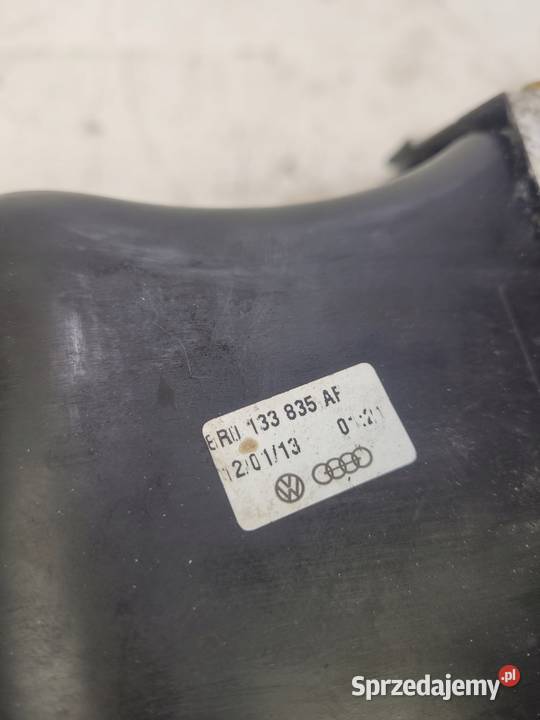 8R0 133 835 AF
12/01/13
Sprzedajemy.pl